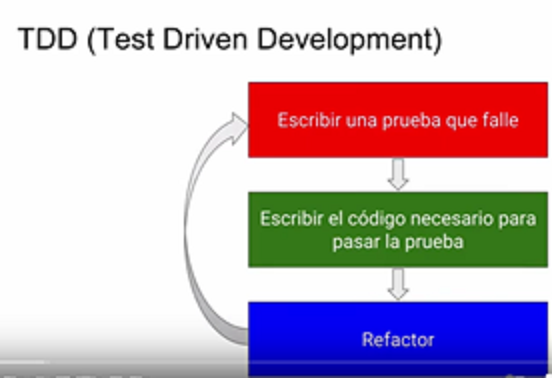 TDD (Test Driven Development)
Escribir una prueba que falle
Escribir el código necesario para
pasar la prueba
Refactor